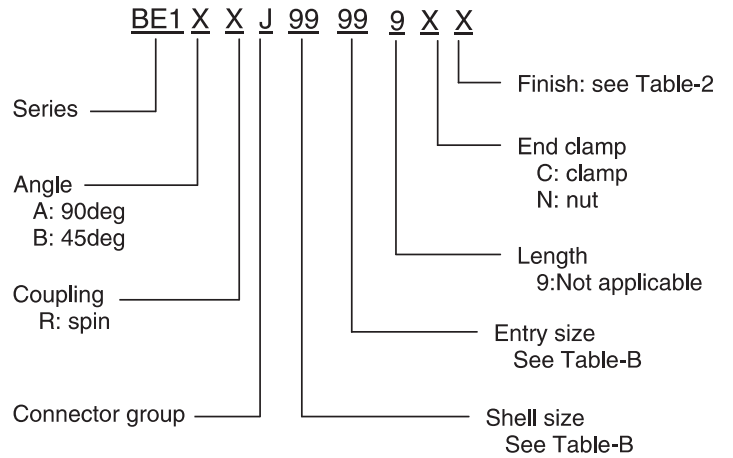 BE1 X X J 99 99 9 X X
Finish: see Table-2
Series
End clamp
C: clamp
N: nut
Angle
A: 90deg
B: 45deg
Length
9:Not applicable
Coupling
R: spin
Entry size
See Table-B
Connector group
Shell size
See Table-B